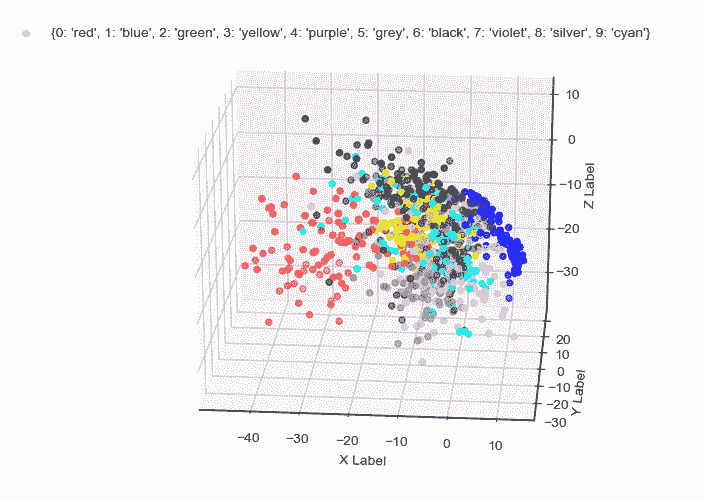 {0: 'red', 1: 'blue', 2: 'green', 3: 'yellow', 4: 'purple', 5: 'grey', 6: 'black', 7: 'violet', 8: 'silver', 9: 'cyan'}
10
0
−10
−20
−30
Z Label
20
10
0
−10
−20
−30
Y Label
−40 −30 −20 −10 0 10
X Label